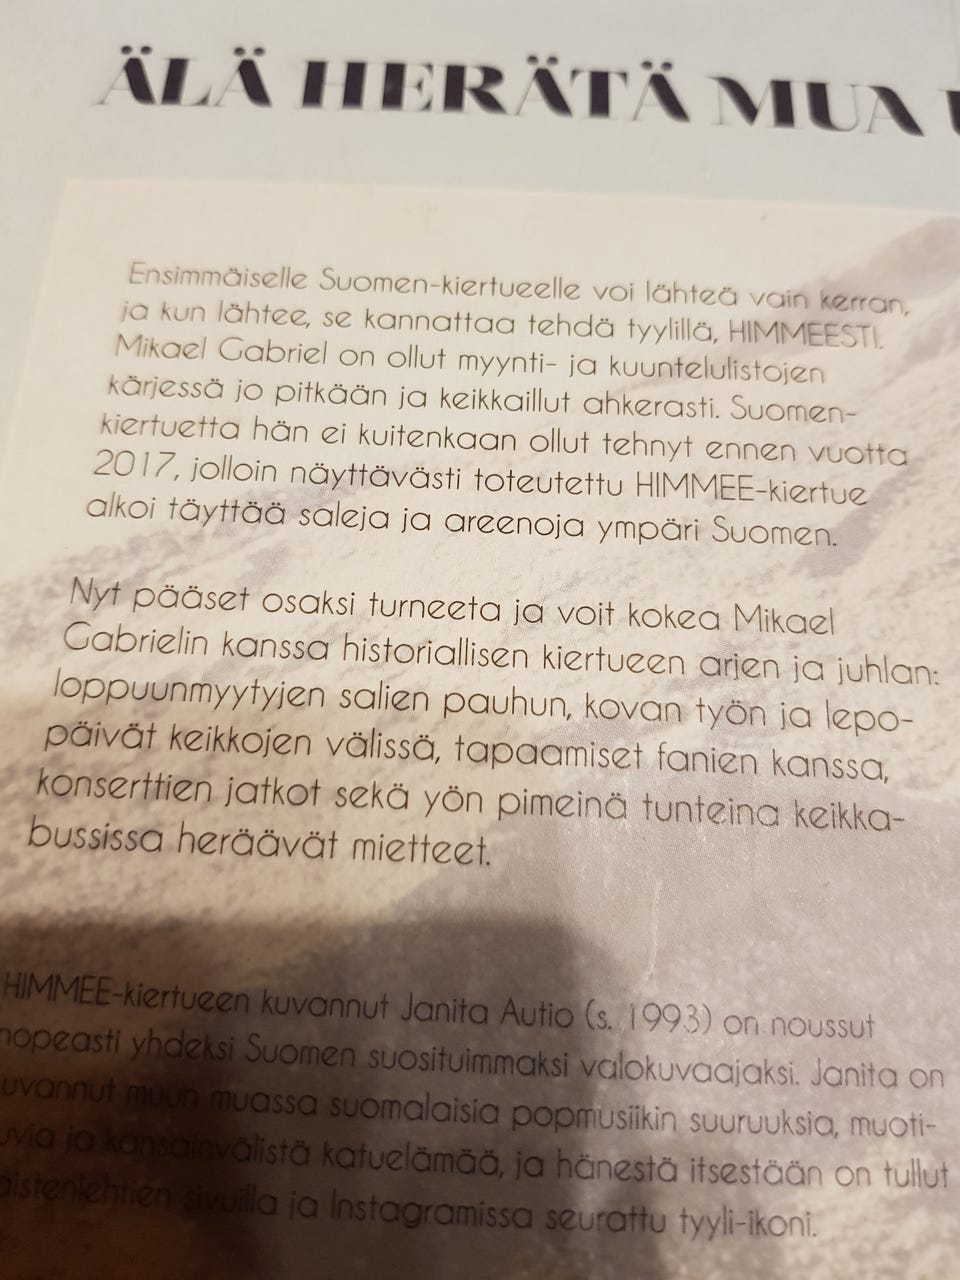 ÄLÄ HERÄTÄ MUA
Ensimmäiselle Suomen-kiertueelle voi lähteä vain kerran,
ja kun lähtee, se kannattaa tehdä tyylillä, HIMMEESTI.
Mikael Gabriel on ollut myynti- ja kuuntelulistojen
kärjessä jo pitkään ja keikkaillut ahkerasti. Suomen-
kiertuetta hän ei kuitenkaan ollut tehnyt ennen vuotta
2017, jolloin näyttävästi toteutettu HIMMEE-kiertue
alkoi täyttää saleja ja areenoja ympäri Suomen.
Nyt pääset osaksi turneeta ja voit kokea Mikael
Gabrielin kanssa historiallisen kiertueen arjen ja juhlan:
loppuunmyytyjen salien pauhun, kovan työn ja lepo-
päivät keikkojen välissä, tapaamiset fanien kanssa,
konserttien jatkot sekä yön pimeinä tunteina keikka-
bussissa heräävät mietteet.
HIMMEE-kiertueen kuvannut Janita Autio (s. 1993) on noussut
nopeasti yhdeksi Suomen suosituimmaksi valokuvaajaksi. Janita on
uvannut muun muassa suomalaisia popmusiikin suuruuksia, muoti-
uvia ja kansainvälistä katuelämää, ja hänestä itsestään on tullut
aistenlehtien sivuilla ja Instagramissa seurattu tyyli-ikoni.